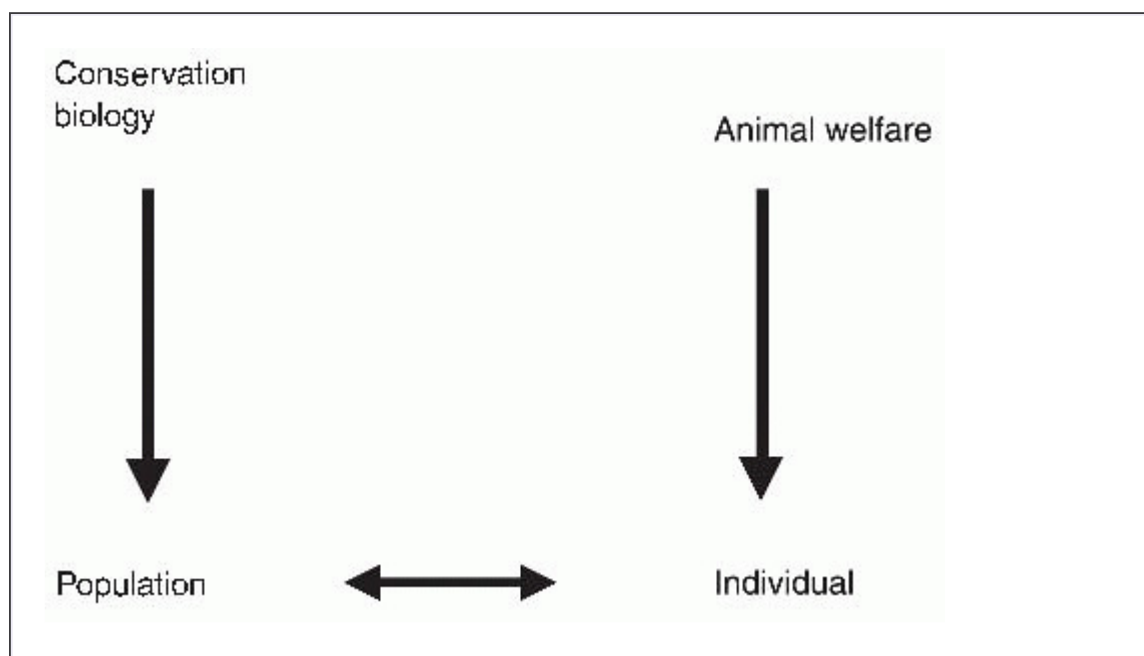 Conservation
biology
Animal welfare
Population
Individual